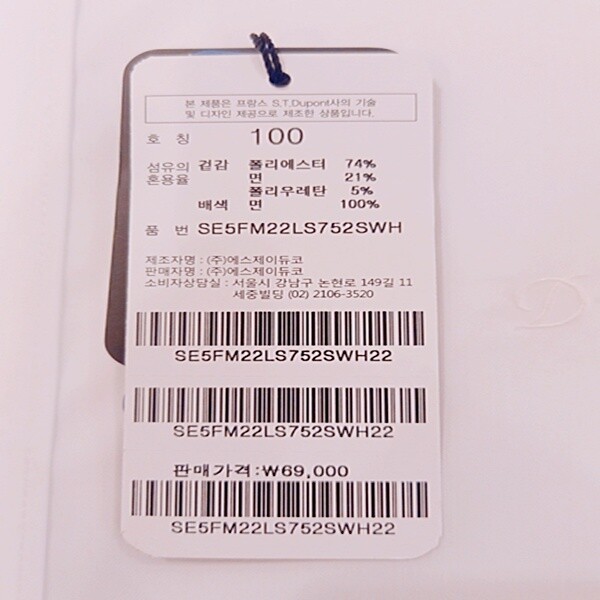 본 제품은 프랑스 S.T.Dupont사의 기술
및 디자인 제공으로 제조한 상품입니다.
호 칭 100
섬유의 겉감 폴리에스터 74%
혼용율 면 21%
폴리우레탄 5%
배색 면 100%
품 번 SE5FM22LS752SWH
제조자명 : (주)에스제이듀코
판매자명 : (주)에스제이듀코
소비자상담실 : 서울시 강남구 논현로 149길 11
세중빌딩 (02) 2106-3520
SE5FM22LS752SWH22
SE5FM22LS752SWH22
판매가격:₩69,000
SE5FM22LS752SWH22